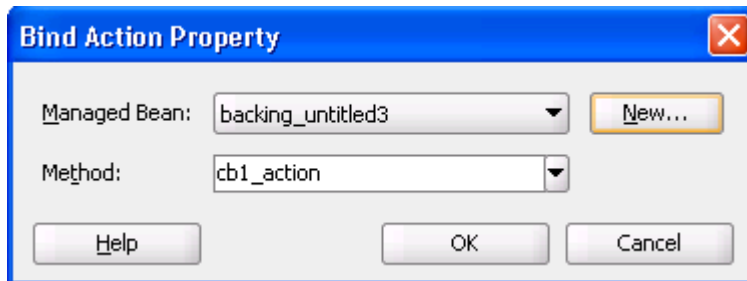 Bind Action Property
Managed Bean: backing_untitled3 New...
Method: cb1_action
Help OK Cancel